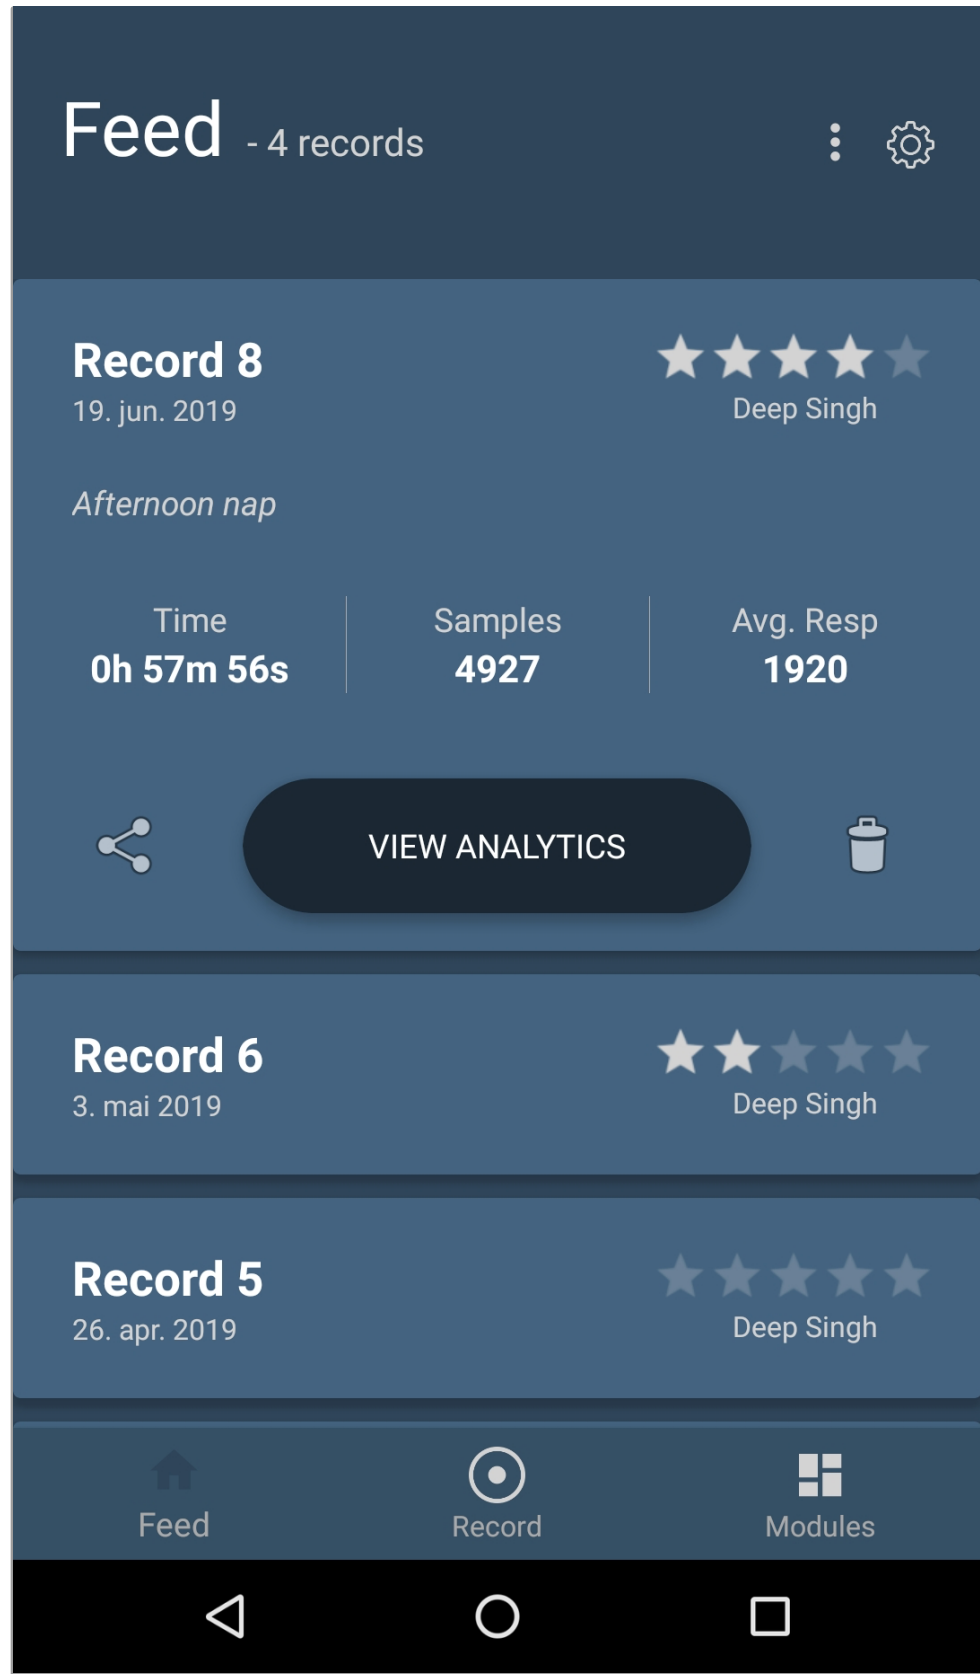 Feed - 4 records
Record 8
19. jun. 2019
Deep Singh
Afternoon nap
Time
0h 57m 56s
Samples
4927
Avg. Resp
1920
VIEW ANALYTICS
Record 6
3. mai 2019
Deep Singh
Record 5
26. apr. 2019
Deep Singh
Feed
Record
Modules